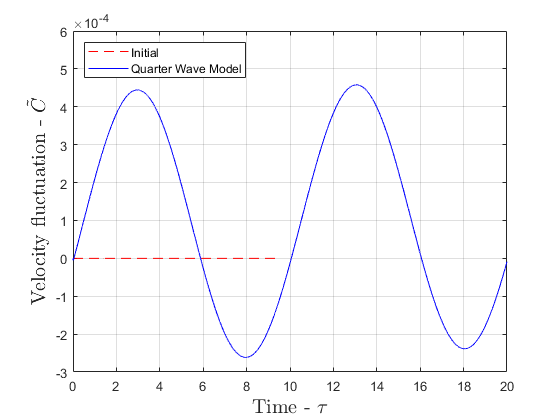 ×10-4
6
5
4
3
2
1
0
-1
-2
-3
Initial
Quarter Wave Model
Velocity fluctuation - C̃
0 2 4 6 8 10 12 14 16 18 20
Time - τ